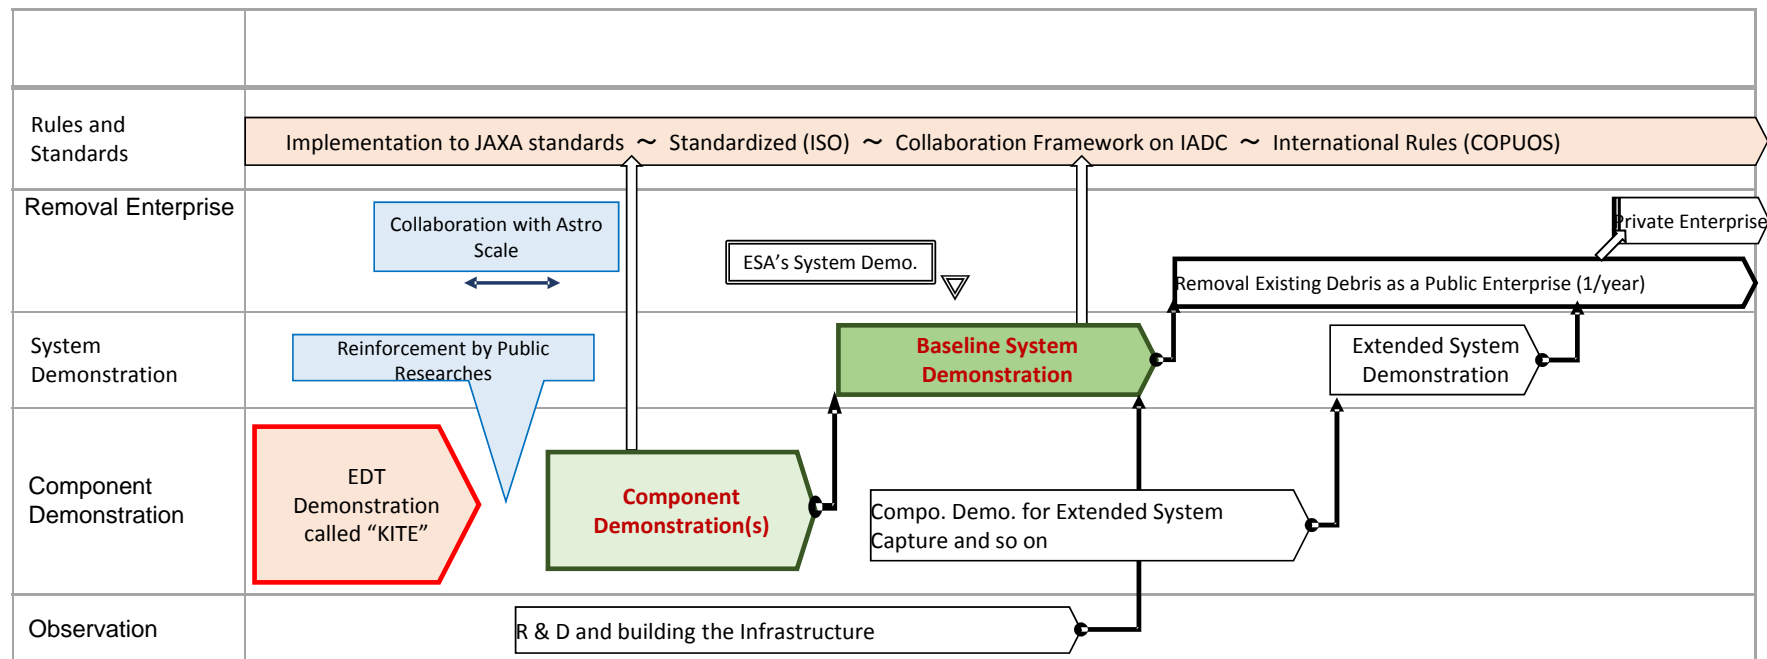 Rules and
Standards
Implementation to JAXA standards ～ Standardized (ISO) ～ Collaboration Framework on IADC ～ International Rules (COPUOS)
Removal Enterprise
Collaboration with Astro
Scale
ESA's System Demo.
Private Enterprise
Removal Existing Debris as a Public Enterprise (1/year)
System
Demonstration
Reinforcement by Public
Researches
Baseline System
Demonstration
Extended System
Demonstration
Component
Demonstration
EDT
Demonstration
called “KITE”
Component
Demonstration(s)
Compo. Demo. for Extended System
Capture and so on
Observation
R & D and building the Infrastructure